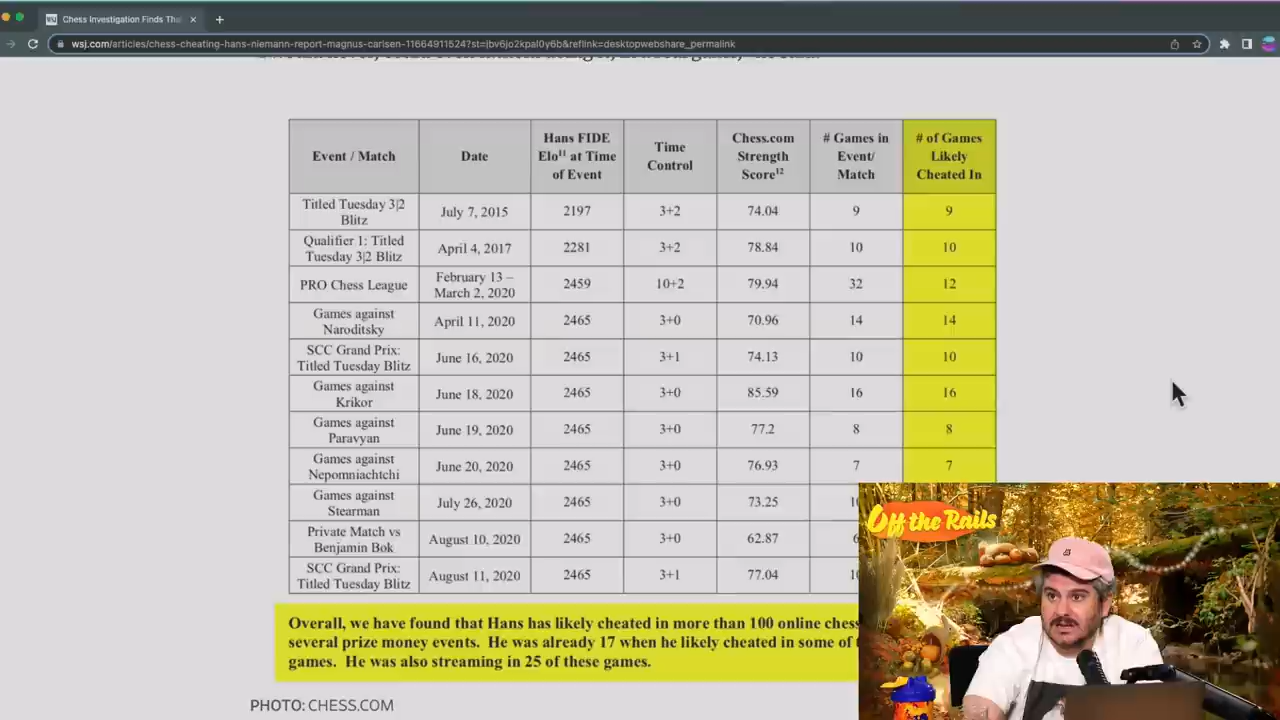 Chess Investigation Finds Tha
wsj.com/articles/chess-cheating-hans-niemann-report-magnus-carlsen-11664911524?st=jbv6jo2kpal0y6b&reflink=desktopwebshare_permalink
Event / Match Date Hans FIDE Elo11 at Time of Event Time Control Chess.com Strength Score12 # Games in Event/ Match # of Games Likely Cheated In
Titled Tuesday 3|2 Blitz July 7, 2015 2197 3+2 74.04 9 9
Qualifier 1: Titled Tuesday 3|2 Blitz April 4, 2017 2281 3+2 78.84 10 10
PRO Chess League February 13 – March 2, 2020 2459 10+2 79.94 32 12
Games against Naroditsky April 11, 2020 2465 3+0 70.96 14 14
SCC Grand Prix: Titled Tuesday Blitz June 16, 2020 2465 3+1 74.13 10 10
Games against Krikor June 18, 2020 2465 3+0 85.59 16 16
Games against Paravyan June 19, 2020 2465 3+0 77.2 8 8
Games against Nepomniachtchi June 20, 2020 2465 3+0 76.93 7 7
Games against Stearman July 26, 2020 2465 3+0 73.25
Private Match vs Benjamin Bok August 10, 2020 2465 3+0 62.87
SCC Grand Prix: Titled Tuesday Blitz August 11, 2020 2465 3+1 77.04
Overall, we have found that Hans has likely cheated in more than 100 online chess
several prize money events. He was already 17 when he likely cheated in some of
games. He was also streaming in 25 of these games.
PHOTO: CHESS.COM
Off the Rails